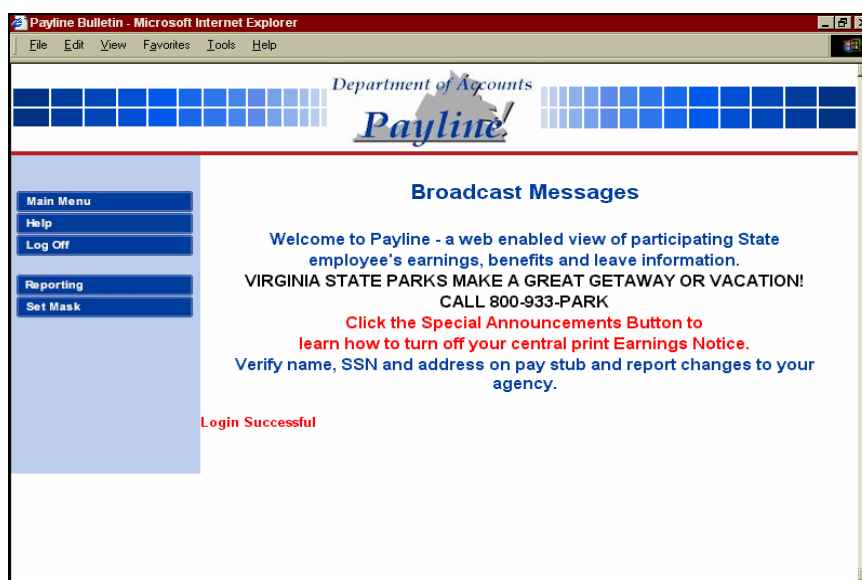 Payline Bulletin - Microsoft Internet Explorer
File Edit View Favorites Tools Help
Department of Accounts
Payline!
Main Menu
Help
Log Off
Reporting
Set Mask
Broadcast Messages
Welcome to Payline - a web enabled view of participating State
employee's earnings, benefits and leave information.
VIRGINIA STATE PARKS MAKE A GREAT GETAWAY OR VACATION!
CALL 800-933-PARK
Click the Special Announcements Button to
learn how to turn off your central print Earnings Notice.
Verify name, SSN and address on pay stub and report changes to your
agency.
Login Successful